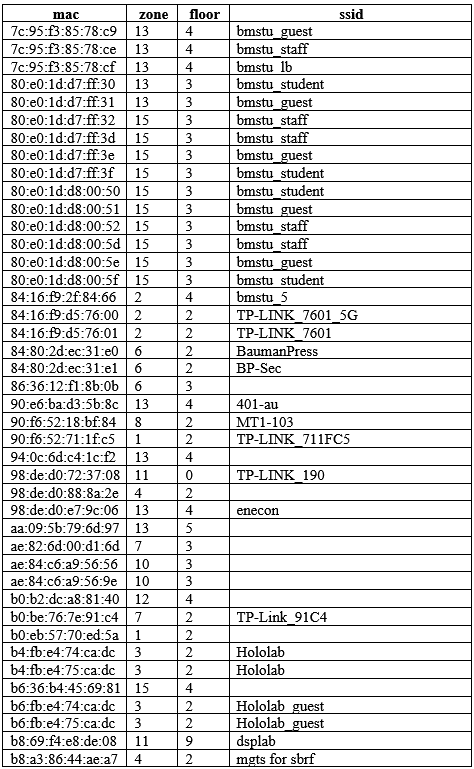 mac zone floor ssid
7c:95:f3:85:78:c9 13 4 bmstu_guest
7c:95:f3:85:78:ce 13 4 bmstu_staff
7c:95:f3:85:78:cf 13 4 bmstu_lb
80:e0:1d:d7:ff:30 13 3 bmstu_student
80:e0:1d:d7:ff:31 13 3 bmstu_guest
80:e0:1d:d7:ff:32 15 3 bmstu_staff
80:e0:1d:d7:ff:3d 15 3 bmstu_staff
80:e0:1d:d7:ff:3e 15 3 bmstu_guest
80:e0:1d:d7:ff:3f 15 3 bmstu_student
80:e0:1d:d8:00:50 15 3 bmstu_student
80:e0:1d:d8:00:51 15 3 bmstu_guest
80:e0:1d:d8:00:52 15 3 bmstu_staff
80:e0:1d:d8:00:5d 15 3 bmstu_staff
80:e0:1d:d8:00:5e 15 3 bmstu_guest
80:e0:1d:d8:00:5f 15 3 bmstu_student
84:16:f9:2f:84:66 2 4 bmstu_5
84:16:f9:d5:76:00 2 2 TP-LINK_7601_5G
84:16:f9:d5:76:01 2 2 TP-LINK_7601
84:80:2d:ec:31:e0 6 2 BaumanPress
84:80:2d:ec:31:e1 6 2 BP-Sec
86:36:12:f1:8b:0b 6 3
90:e6:ba:d3:5b:8c 13 4 401-au
90:f6:52:18:bf:84 8 2 MT1-103
90:f6:52:71:1f:c5 1 2 TP-LINK_711FC5
94:0c:6d:c4:1c:f2 13 4
98:de:d0:72:37:08 11 0 TP-LINK_190
98:de:d0:88:8a:2e 4 2
98:de:d0:e7:9c:06 13 4 enecon
aa:09:5b:79:6d:97 13 5
ae:82:6d:00:d1:6d 7 3
ae:84:c6:a9:56:56 10 3
ae:84:c6:a9:56:9e 10 3
b0:b2:dc:a8:81:40 12 4
b0:be:76:7e:91:c4 7 2 TP-Link_91C4
b0:eb:57:70:ed:5a 1 2
b4:fb:e4:74:ca:dc 3 2 Hololab
b4:fb:e4:75:ca:dc 3 2 Hololab
b6:36:b4:45:69:81 15 4
b6:fb:e4:74:ca:dc 3 2 Hololab_guest
b6:fb:e4:75:ca:dc 3 2 Hololab_guest
b8:69:f4:e8:de:08 11 9 dsplab
b8:a3:86:44:ae:a7 4 2 mgts for sbrf